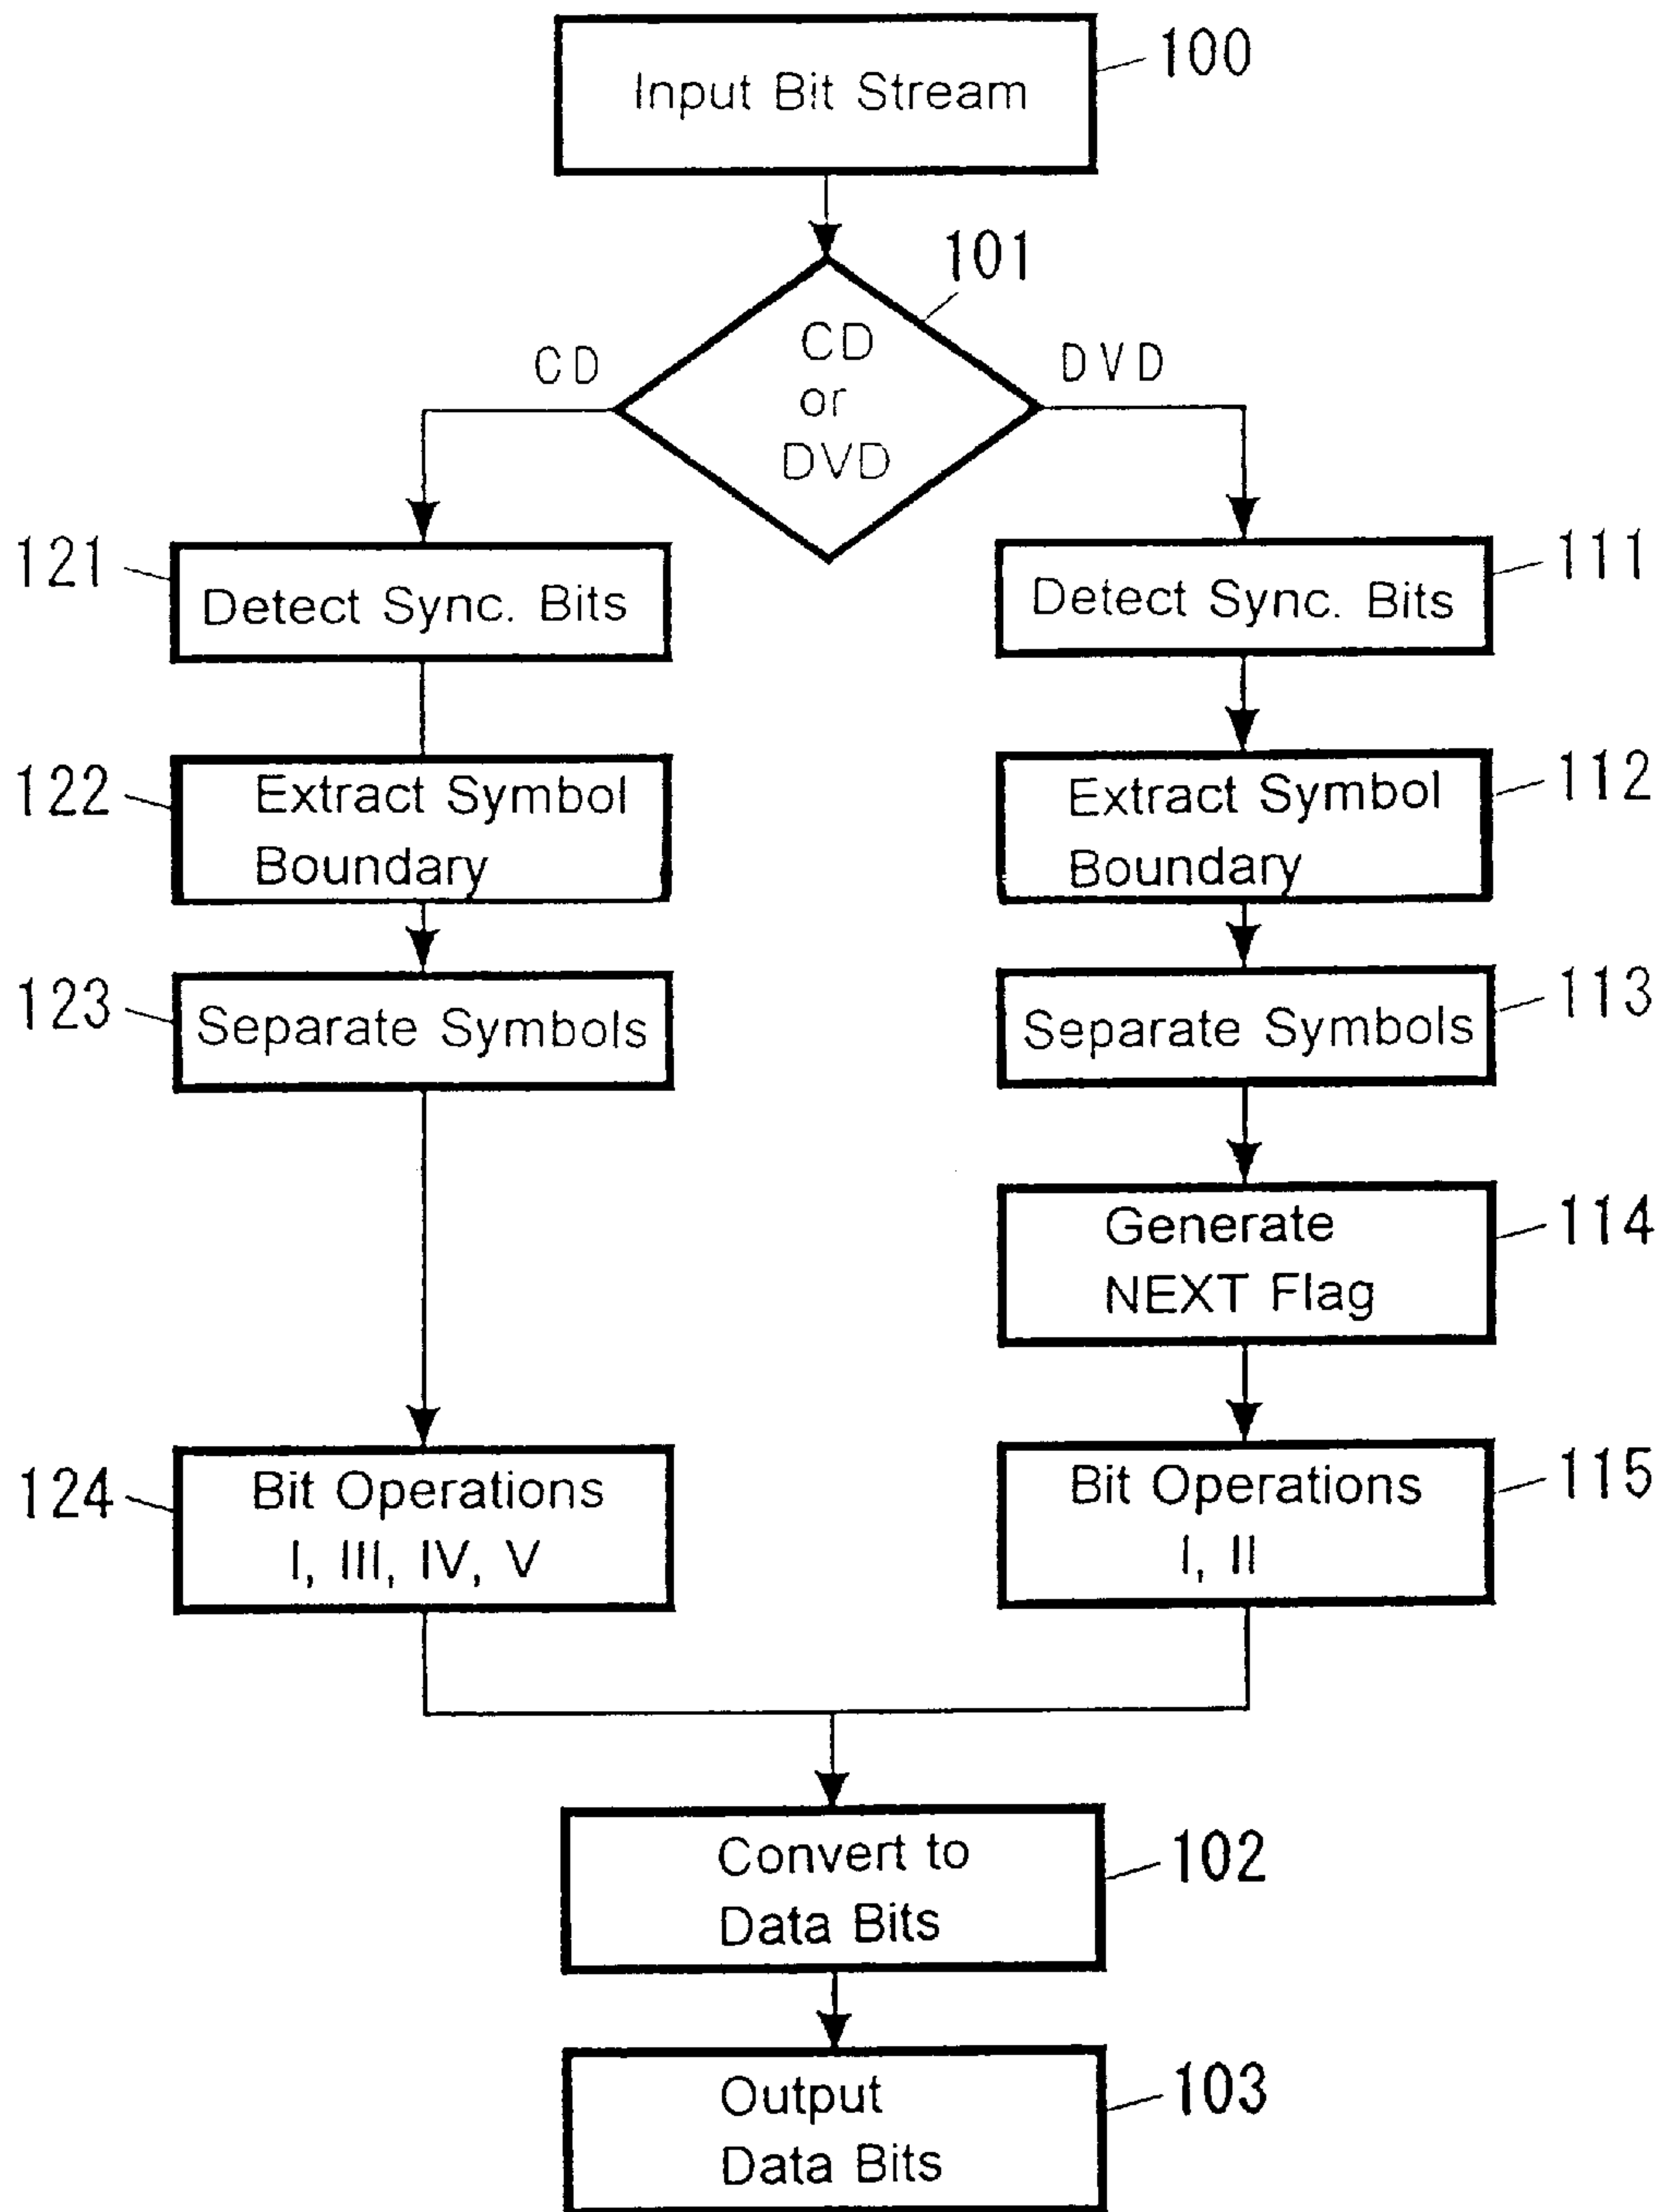 Input Bit Stream
100
101
CD
or
DVD
CD
DVD
121
Detect Sync. Bits
Detect Sync. Bits
111
122
Extract Symbol
Boundary
Extract Symbol
Boundary
112
123
Separate Symbols
Separate Symbols
113
Generate
NEXT Flag
114
124
Bit Operations
I, III, IV, V
Bit Operations
I, II
115
Convert to
Data Bits
102
Output
Data Bits
103